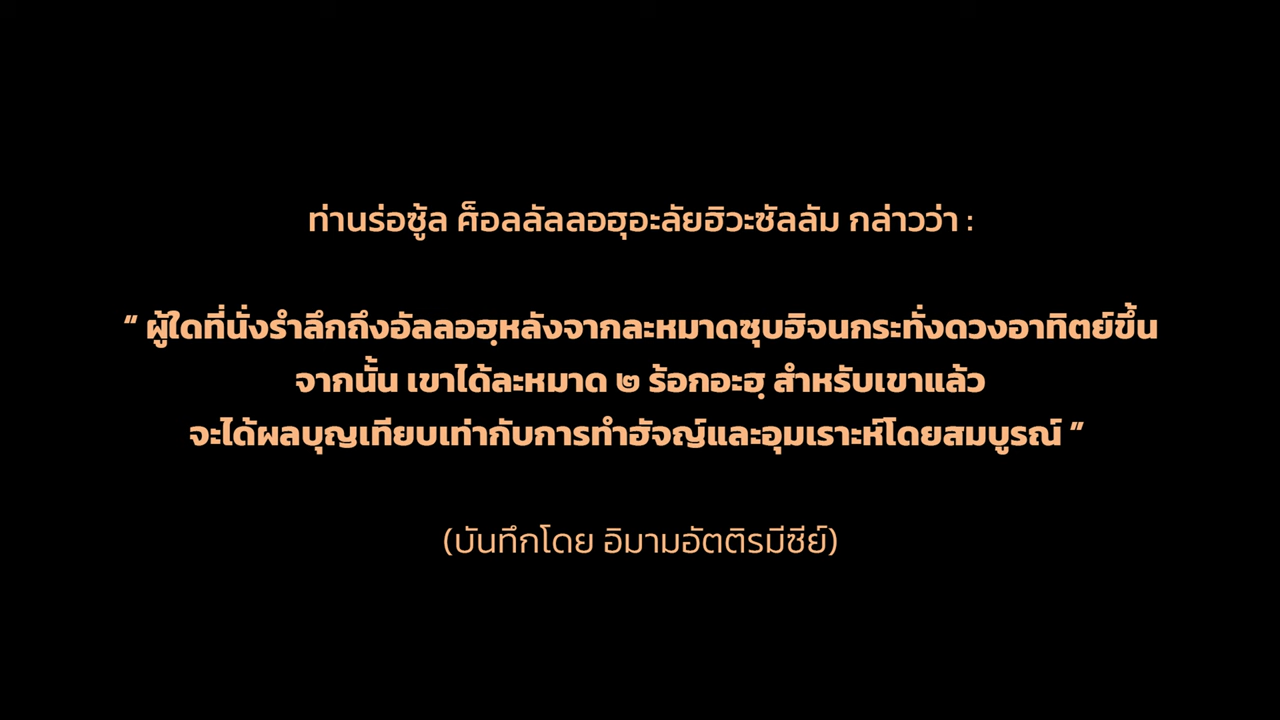 ท่านร่อซู้ล ศ็อลลัลลอฮุอะลัยฮิวะซัลลัม กล่าวว่า :
“ ผู้ใดที่นั่งรำลึกถึงอัลลอฮฺหลังจากละหมาดซุบฮิจนกระทั่งดวงอาทิตย์ขึ้น
จากนั้น เขาได้ละหมาด ๒ ร้อกอะฮฺ สำหรับเขาแล้ว
จะได้ผลบุญเทียบเท่ากับการทำฮัจญ์และอุมเราะห์โดยสมบูรณ์ ”
(บันทึกโดย อิมามอัตติรมีซีย์)